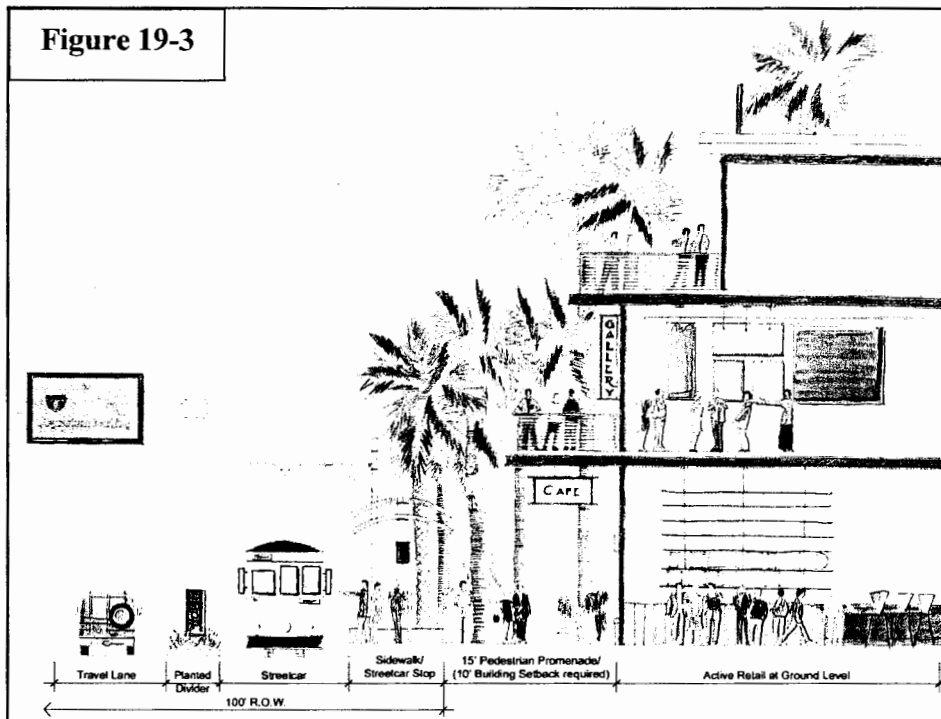 Figure 19-3
GALLERY
CAFE
Travel Lane
Planted
Divider
Streetcar
Sidewalk/
Streetcar Stop
15' Pedestrian Promenade/
(10' Building Setback required)
Active Retail at Ground Level
100' R.O.W.